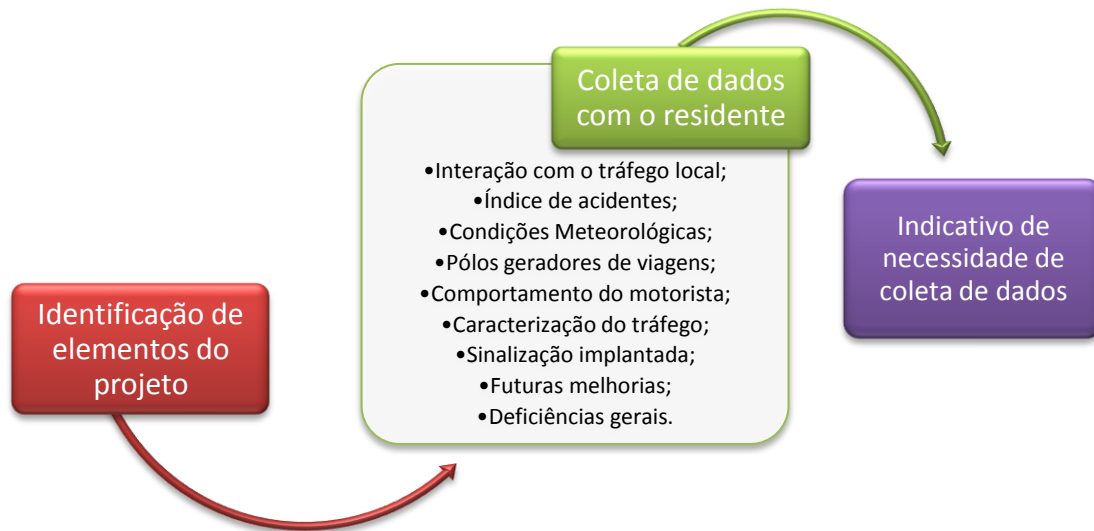 Identificação de
elementos do
projeto
Coleta de dados
com o residente
•Interação com o tráfego local;
•Índice de acidentes;
•Condições Meteorológicas;
•Pólos geradores de viagens;
•Comportamento do motorista;
•Caracterização do tráfego;
•Sinalização implantada;
•Futuras melhorias;
•Deficiências gerais.
Indicativo de
necessidade de
coleta de dados